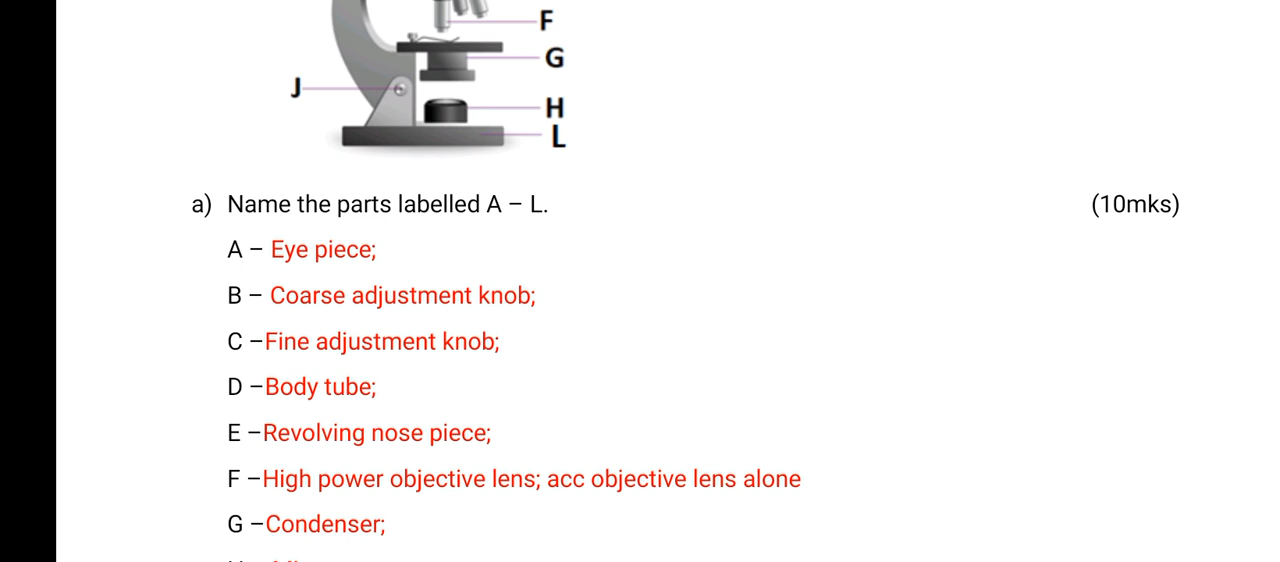 F
G
J
H
L
a) Name the parts labelled A – L. (10mks)
A – Eye piece;
B – Coarse adjustment knob;
C –Fine adjustment knob;
D –Body tube;
E –Revolving nose piece;
F –High power objective lens; acc objective lens alone
G –Condenser;